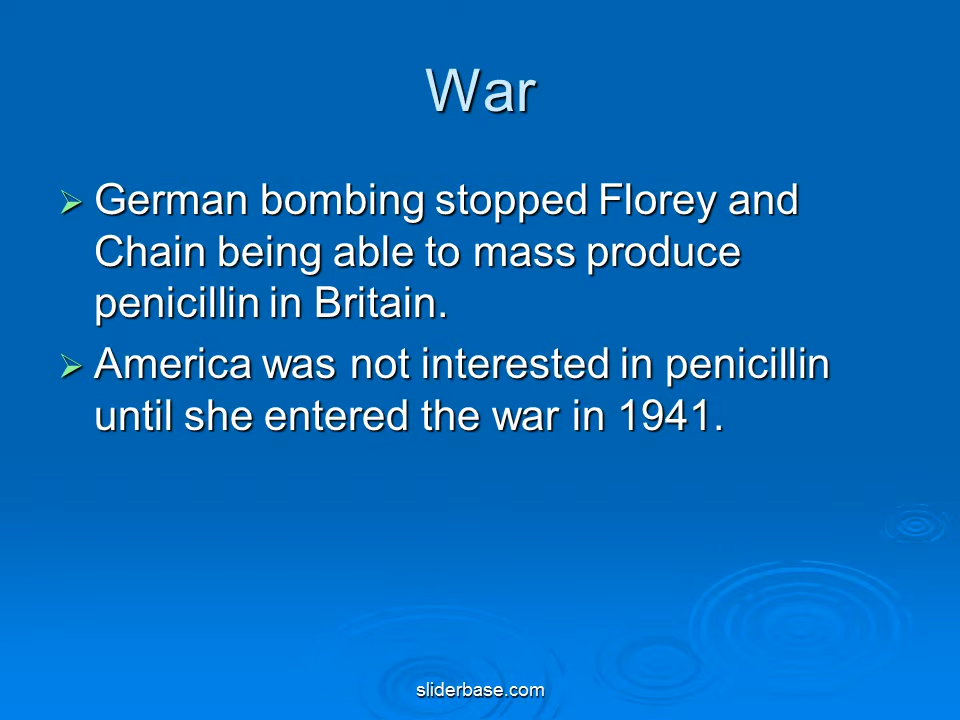 War
➢ German bombing stopped Florey and
Chain being able to mass produce
penicillin in Britain.
➢ America was not interested in penicillin
until she entered the war in 1941.
sliderbase.com